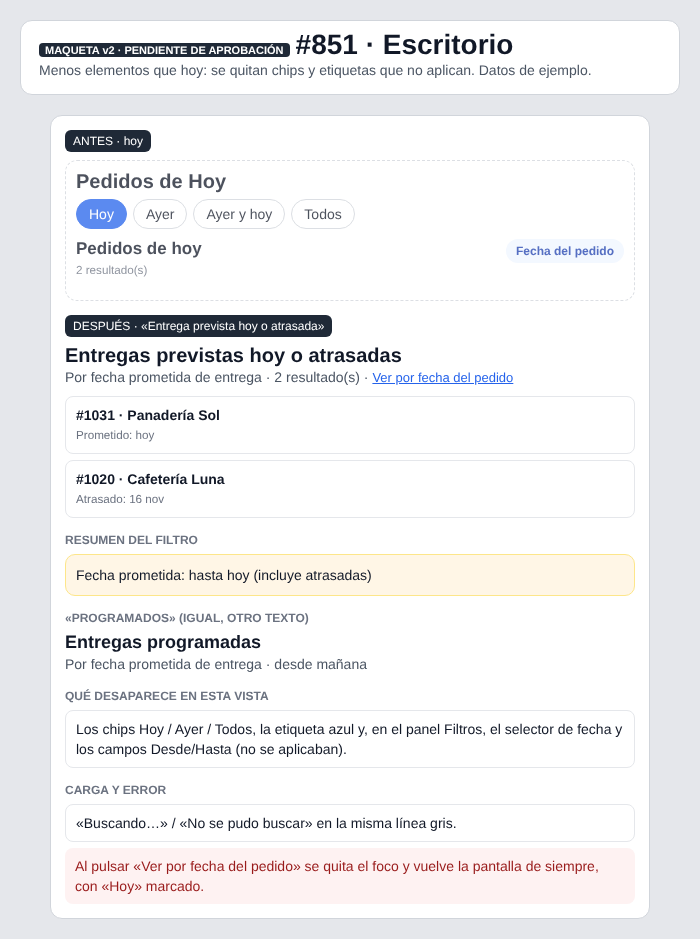 MAQUETA v2 · PENDIENTE DE APROBACIÓN #851 · Escritorio
Menos elementos que hoy: se quitan chips y etiquetas que no aplican. Datos de ejemplo.
ANTES · hoy
Pedidos de Hoy
Hoy Ayer Ayer y hoy Todos
Pedidos de hoy Fecha del pedido
2 resultado(s)
DESPUÉS · «Entrega prevista hoy o atrasada»
Entregas previstas hoy o atrasadas
Por fecha prometida de entrega · 2 resultado(s) · Ver por fecha del pedido
#1031 · Panadería Sol
Prometido: hoy
#1020 · Cafetería Luna
Atrasado: 16 nov
RESUMEN DEL FILTRO
Fecha prometida: hasta hoy (incluye atrasadas)
«PROGRAMADOS» (IGUAL, OTRO TEXTO)
Entregas programadas
Por fecha prometida de entrega · desde mañana
QUÉ DESAPARECE EN ESTA VISTA
Los chips Hoy / Ayer / Todos, la etiqueta azul y, en el panel Filtros, el selector de fecha y
los campos Desde/Hasta (no se aplicaban).
CARGA Y ERROR
«Buscando…» / «No se pudo buscar» en la misma línea gris.
Al pulsar «Ver por fecha del pedido» se quita el foco y vuelve la pantalla de siempre,
con «Hoy» marcado.